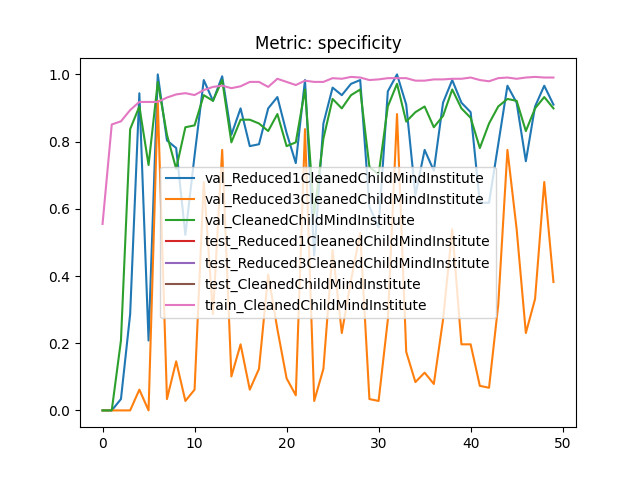 Metric: specificity
1.0
0.8
0.6
0.4
0.2
0.0
val_Reduced1CleanedChildMindInstitute
val_Reduced3CleanedChildMindInstitute
val_CleanedChildMindInstitute
test_Reduced1CleanedChildMindInstitute
test_Reduced3CleanedChildMindInstitute
test_CleanedChildMindInstitute
train_CleanedChildMindInstitute
0 10 20 30 40 50